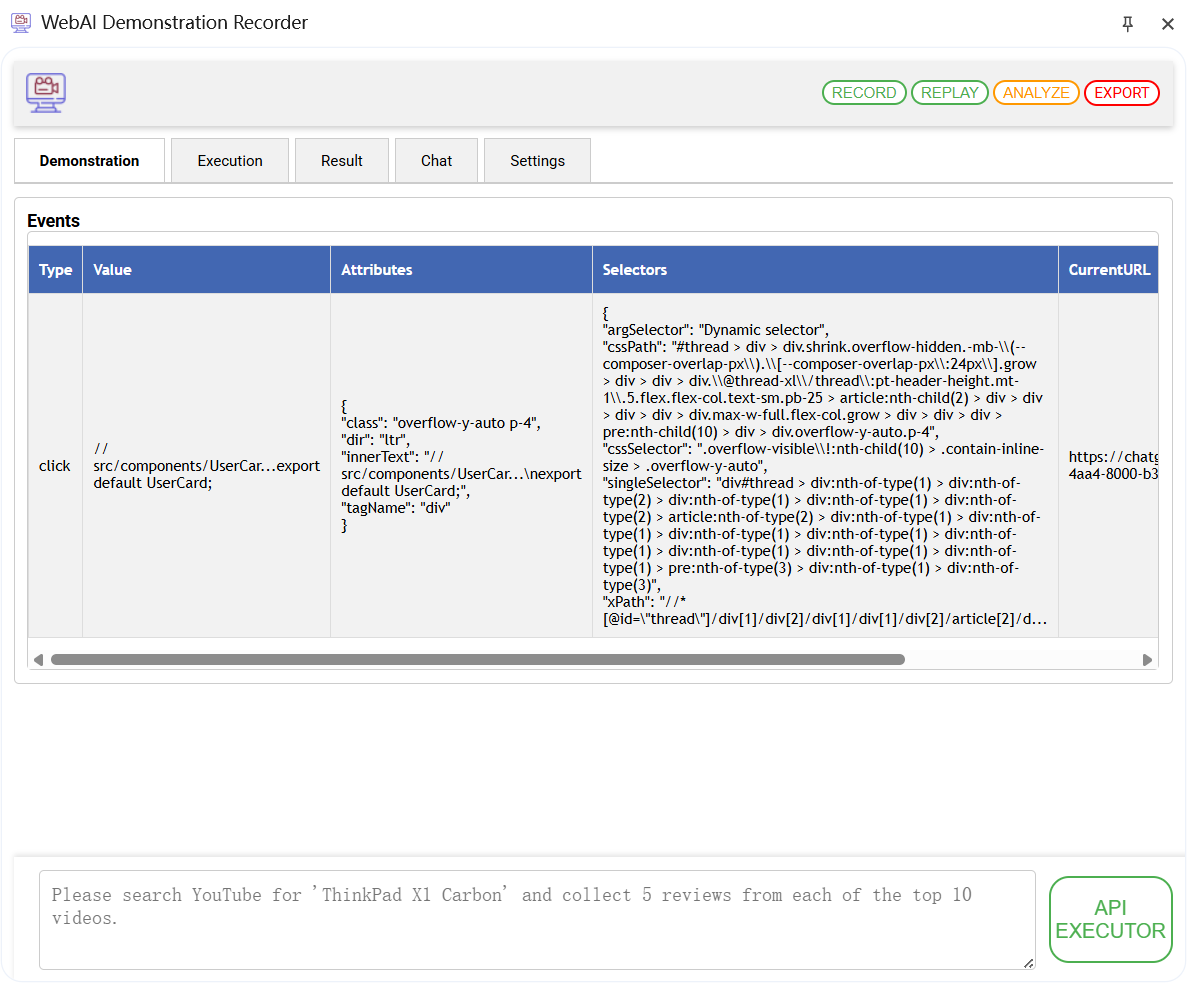 WebAI Demonstration Recorder
RECORD
REPLAY
ANALYZE
EXPORT
Demonstration
Execution
Result
Chat
Settings
Events
Type
Value
Attributes
Selectors
CurrentURL
click
//
src/components/UserCar...export
default UserCard;
{
"class": "overflow-y-auto p-4",
"dir": "ltr",
"innerText": "//
src/components/UserCar...\nexport
default UserCard;",
"tagName": "div"
}
{
"argSelector": "Dynamic selector",
"cssPath": "#thread > div > div.shrink.overflow-hidden.-mb-\\(--
composer-overlap-px\\).\\[--composer-overlap-px\\:24px\\].grow
> div > div > div.\\@thread-xl\\/thread\\:pt-header-height.mt-
1\\.5.flex.flex-col.text-sm.pb-25 > article:nth-child(2) > div > div
> div > div > div.max-w-full.flex-col.grow > div > div > div >
pre:nth-child(10) > div > div.overflow-y-auto.p-4",
"cssSelector": ".overflow-visible\\!:nth-child(10) > .contain-inline-
size > .overflow-y-auto",
"singleSelector": "div#thread > div:nth-of-type(1) > div:nth-of-
type(2) > div:nth-of-type(1) > div:nth-of-type(1) > div:nth-of-
type(2) > article:nth-of-type(2) > div:nth-of-type(1) > div:nth-of-
type(1) > div:nth-of-type(1) > div:nth-of-type(1) > div:nth-of-
type(1) > div:nth-of-type(1) > div:nth-of-type(1) > div:nth-of-
type(1) > pre:nth-of-type(3) > div:nth-of-type(1) > div:nth-of-
type(3)",
"xPath": "//*
[@id=\"thread\"]/div[1]/div[2]/div[1]/div[1]/div[2]/article[2]/d...
https://chatg
4aa4-8000-b3
Please search YouTube for 'ThinkPad X1 Carbon' and collect 5 reviews from each of the top 10
videos.
API
EXECUTOR